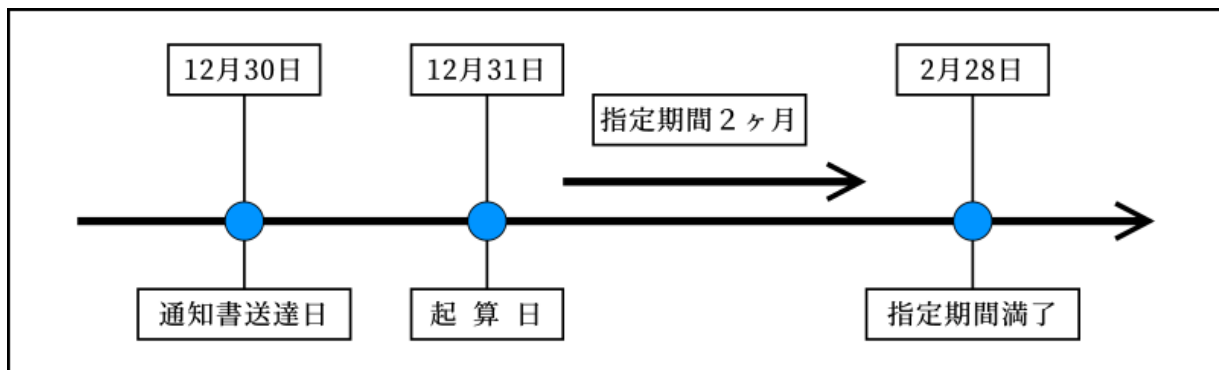 12月30日
12月31日
2月28日
指定期間２ヶ月
通知書送達日
起算日
指定期間満了